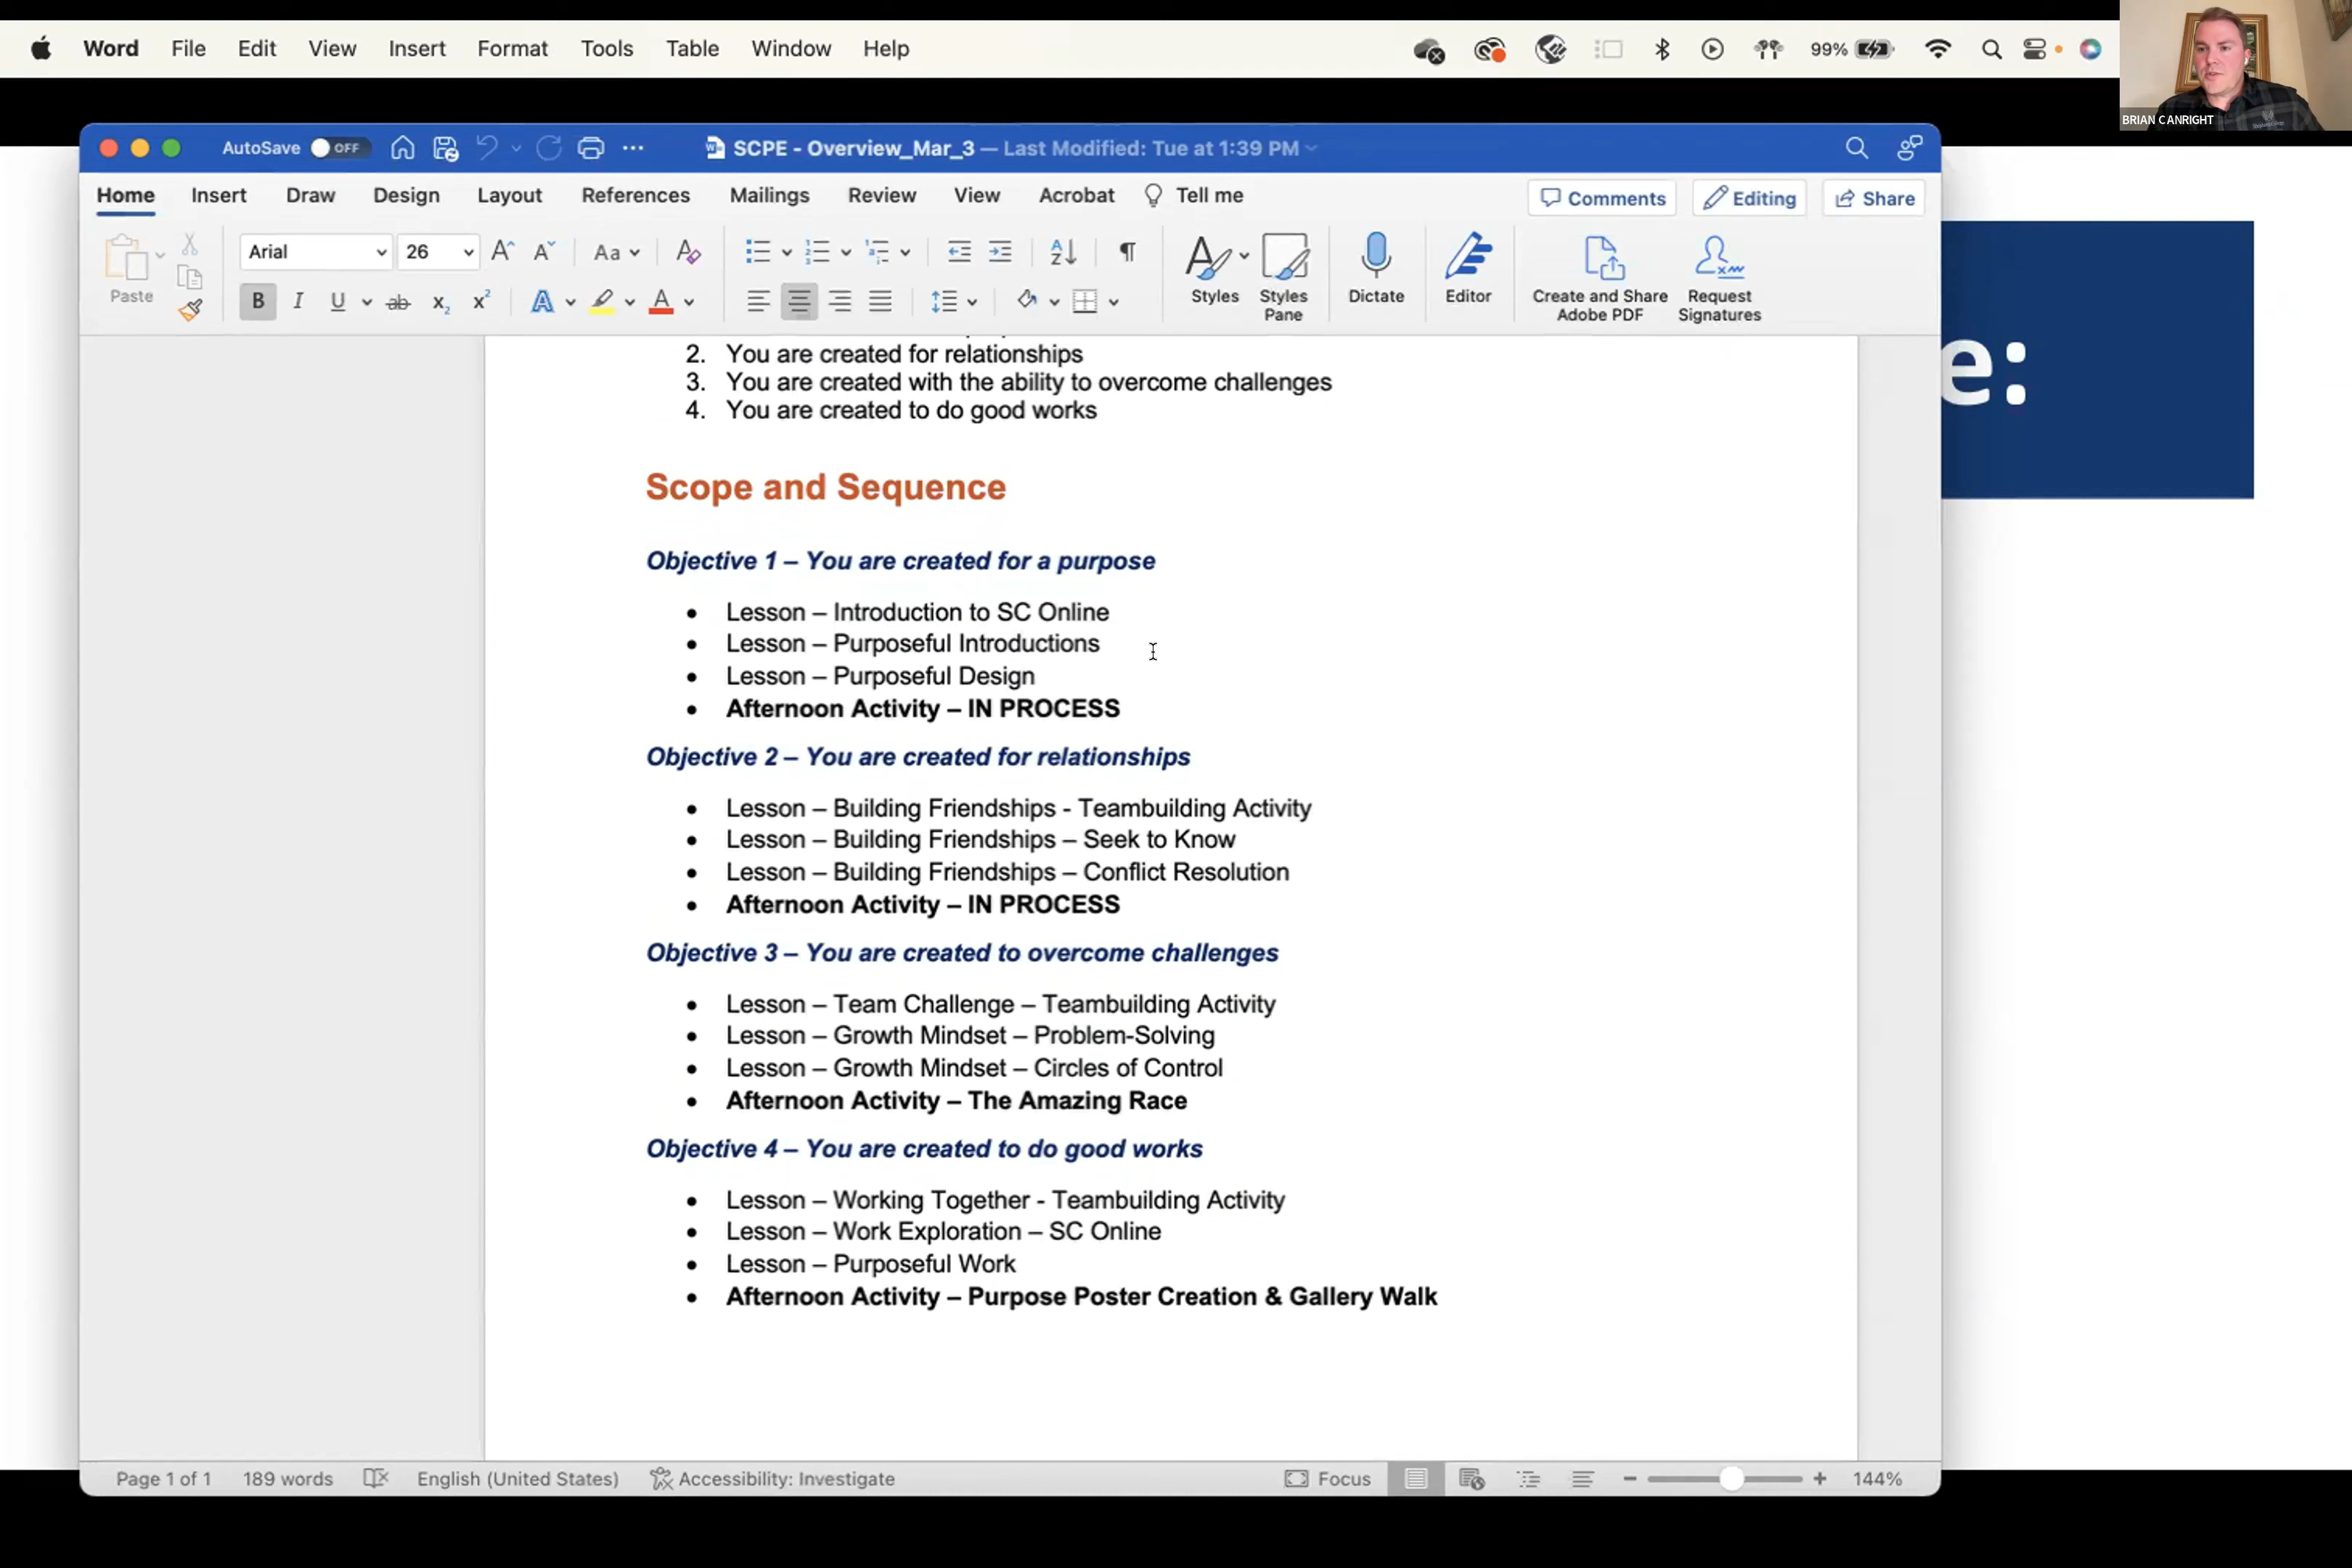 Word File Edit View Insert Format Tools Table Window Help 99%
BRIAN CANRIGHT
AutoSave OFF SCPE - Overview_Mar_3 — Last Modified: Tue at 1:39 PM
Home Insert Draw Design Layout References Mailings Review View Acrobat Tell me Comments Editing Share
Paste Arial 26 Aa Styles Styles Pane Dictate Editor Create and Share Adobe PDF Request Signatures
e:
2. You are created for relationships
3. You are created with the ability to overcome challenges
4. You are created to do good works
Scope and Sequence
Objective 1 – You are created for a purpose
• Lesson – Introduction to SC Online
• Lesson – Purposeful Introductions
• Lesson – Purposeful Design
• Afternoon Activity – IN PROCESS
Objective 2 – You are created for relationships
• Lesson – Building Friendships - Teambuilding Activity
• Lesson – Building Friendships – Seek to Know
• Lesson – Building Friendships – Conflict Resolution
• Afternoon Activity – IN PROCESS
Objective 3 – You are created to overcome challenges
• Lesson – Team Challenge – Teambuilding Activity
• Lesson – Growth Mindset – Problem-Solving
• Lesson – Growth Mindset – Circles of Control
• Afternoon Activity – The Amazing Race
Objective 4 – You are created to do good works
• Lesson – Working Together - Teambuilding Activity
• Lesson – Work Exploration – SC Online
• Lesson – Purposeful Work
• Afternoon Activity – Purpose Poster Creation & Gallery Walk
Page 1 of 1 189 words English (United States) Accessibility: Investigate Focus 144%